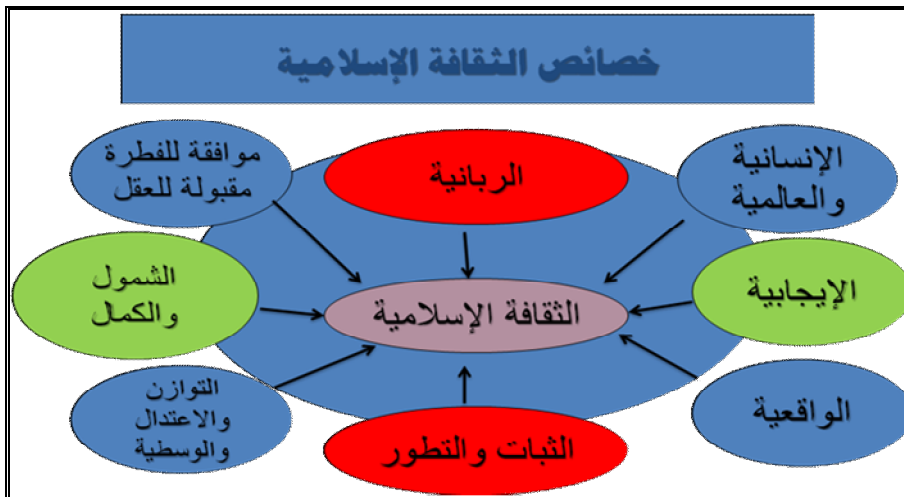 خصائص الثقافة الإسلامية
الربانية
الإنسانية
والعالمية
موافقة للفطرة
مقبولة للعقل
الإيجابية
الشمول
والكمال
الثقافة الإسلامية
الواقعية
التوازن
والاعتدال
والوسطية
الثبات والتطور